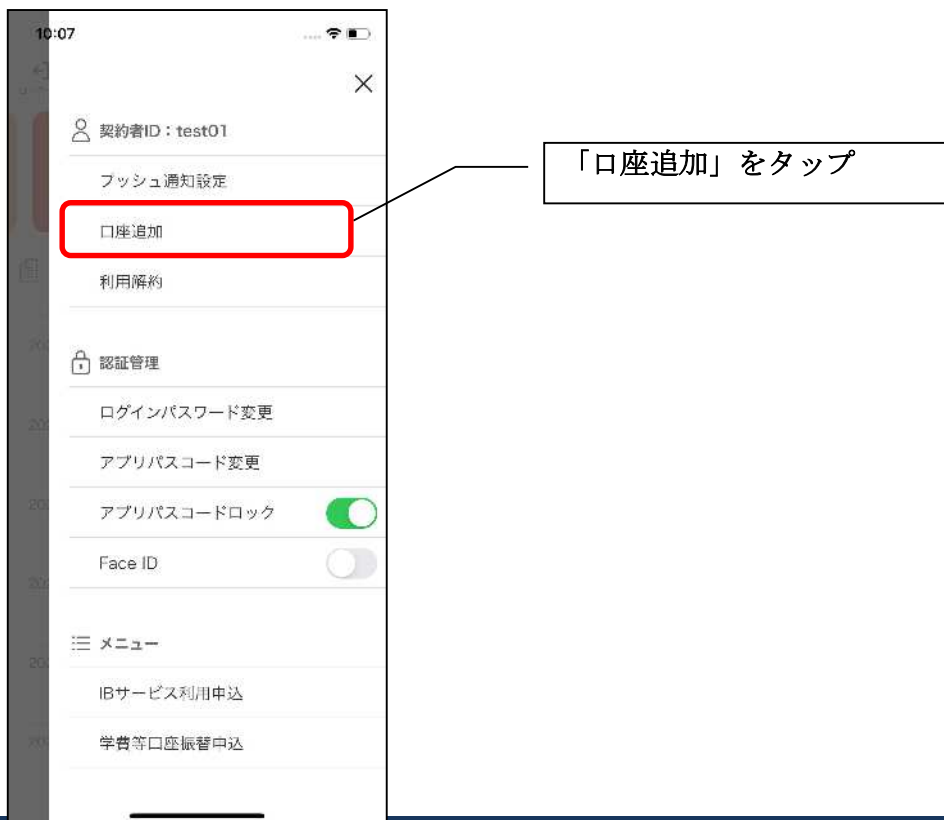 10:07
契約者ID：test01
プッシュ通知設定
口座追加
「口座追加」をタップ
利用解約
認証管理
ログインパスワード変更
アプリパスコード変更
アプリパスコードロック
Face ID
メニュー
IBサービス利用申込
学費等口座振替申込